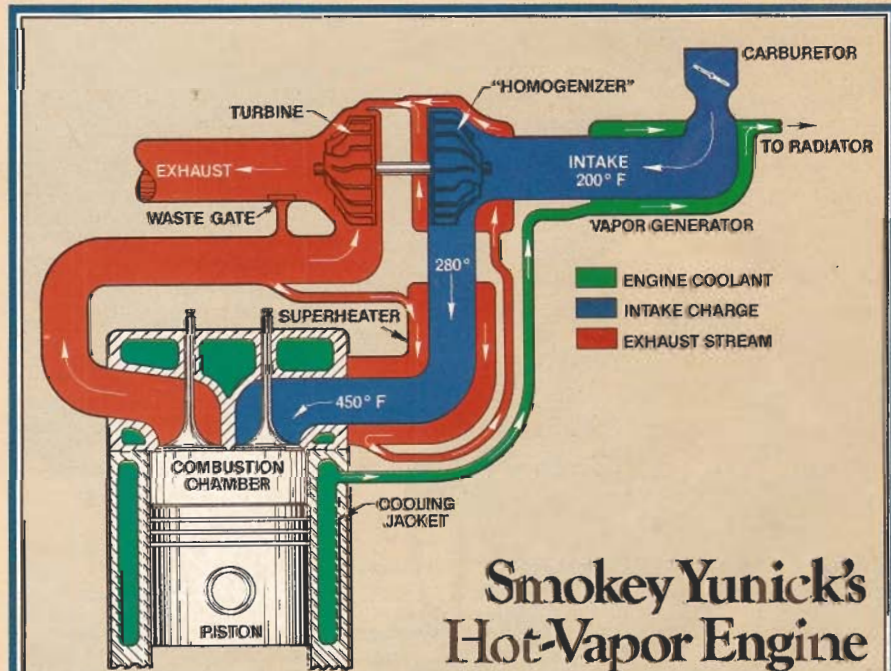 CARBURETOR
"HOMOGENIZER"
TURBINE
TO RADIATOR
INTAKE
200° F
EXHAUST
WASTE GATE
VAPOR GENERATOR
280°
ENGINE COOLANT
INTAKE CHARGE
EXHAUST STREAM
SUPERHEATER
450° F
COMBUSTION
CHAMBER
COOLING
JACKET
PISTON
Smokey Yunick's
Hot-Vapor Engine